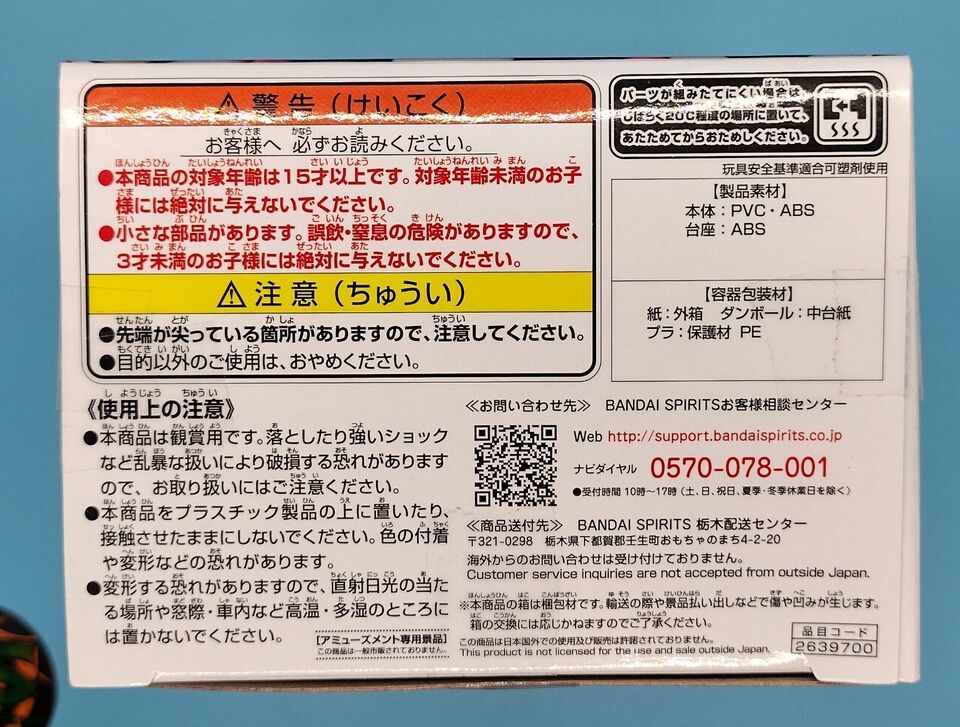 ⚠ 警告（けいこく）
お客様へ 必ずお読みください。
●本商品の対象年齢は15才以上です。対象年齢未満のお子
様には絶対に与えないでください。
●小さな部品があります。誤飲・窒息の危険がありますので、
3才未満のお子様には絶対に与えないでください。
⚠ 注意（ちゅうい）
●先端が尖っている箇所がありますので、注意してください。
●目的以外のご使用は、おやめください。
《使用上の注意》
●本商品は観賞用です。落としたり強いショック
など乱暴な扱いにより破損する恐れがあります
ので、お取り扱いにはご注意ください。
●本商品をプラスチック製品の上に置いたり、
接触させたままにしないでください。色の付着
や変形などの恐れがあります。
●変形する恐れがありますので、直射日光の当た
る場所や窓際・車内など高温・多湿のところに
は置かないでください。
【アミューズメント専用景品】
この商品は一般市販されておりません。
パーツが組みたてにくい場合は
しばらく20℃程度の場所に置いて、
あたためてからおためしください。
玩具安全基準適合可塑剤使用
【製品素材】
本体：PVC・ABS
台座：ABS
【容器包装材】
紙：外箱 ダンボール：中台紙
プラ：保護材 PE
≪お問い合わせ先≫ BANDAI SPIRITSお客様相談センター
Web http://support.bandaispirits.co.jp
ナビダイヤル 0570-078-001
●受付時間 10時〜17時（土、日、祝日、夏季・冬季休業日を除く）
≪商品送付先≫ BANDAI SPIRITS 栃木配送センター
〒321-0298 栃木県下都賀郡壬生町おもちゃのまち4-2-20
海外からのお問い合わせは受け付けておりません。
Customer service inquiries are not accepted from outside Japan.
※本商品の箱は梱包材です。輸送の際や景品払い出しなどで傷や凹みが生じます。
箱の交換には応じかねますのでご了承ください。
この商品は日本国外での使用及び販売は許諾されておりません。
This product is not licensed for the use and sale outside Japan.
品目コード
2639700